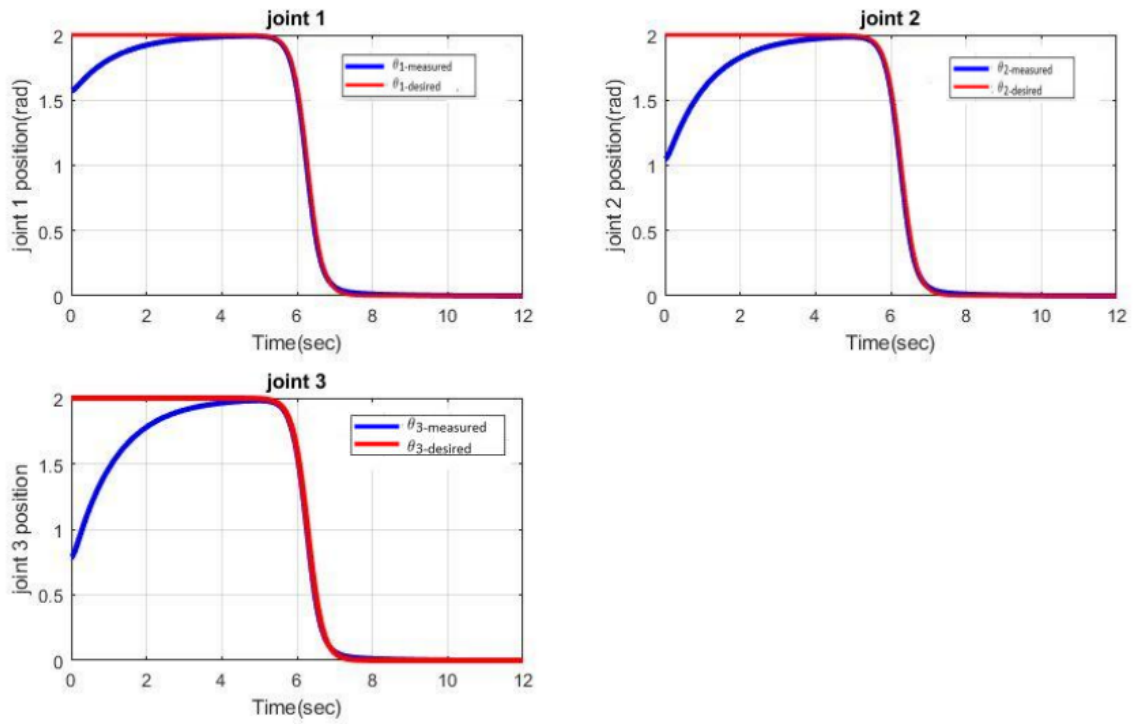 joint 1
joint 1 position(rad)
2
1.5
1
0.5
0
θ1-measured
θ1-desired
0 2 4 6 8 10 12
Time(sec)
joint 2
joint 2 position(rad)
2
1.5
1
0.5
0
θ2-measured
θ2-desired
0 2 4 6 8 10 12
Time(sec)
joint 3
joint 3 position
2
1.5
1
0.5
0
θ3-measured
θ3-desired
0 2 4 6 8 10 12
Time(sec)